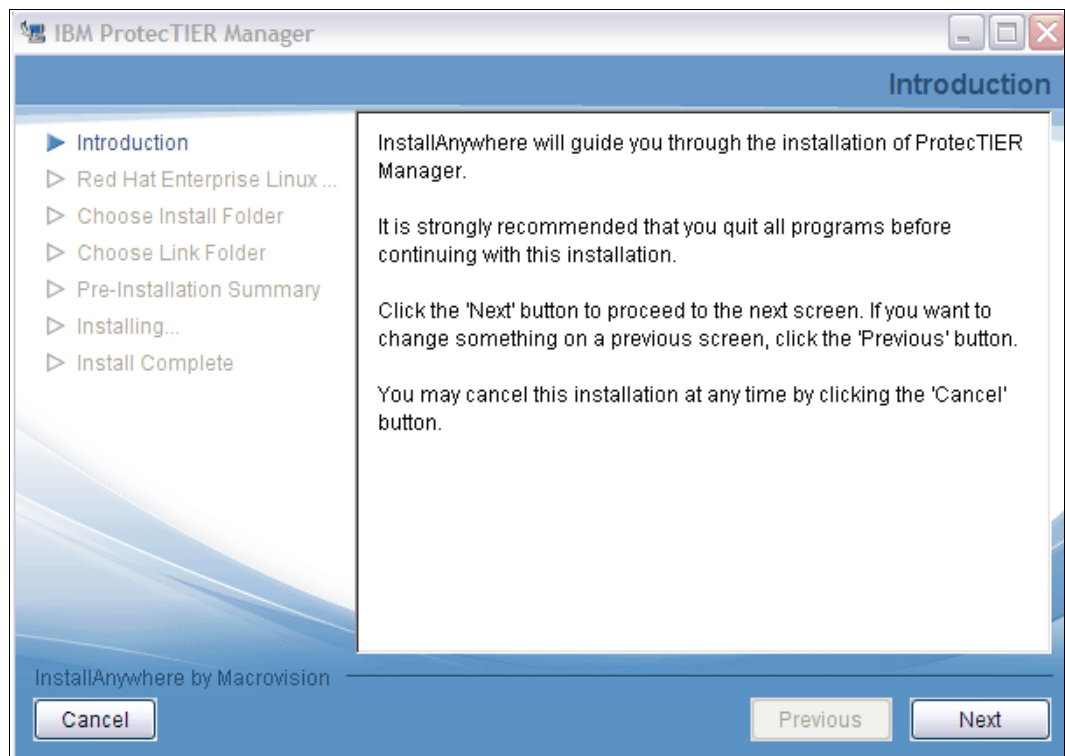 IBM ProtecTIER Manager
Introduction
Introduction
Red Hat Enterprise Linux ...
Choose Install Folder
Choose Link Folder
Pre-Installation Summary
Installing...
Install Complete
InstallAnywhere will guide you through the installation of ProtecTIER
Manager.
It is strongly recommended that you quit all programs before
continuing with this installation.
Click the 'Next' button to proceed to the next screen. If you want to
change something on a previous screen, click the 'Previous' button.
You may cancel this installation at any time by clicking the 'Cancel'
button.
InstallAnywhere by Macrovision
Cancel
Previous
Next